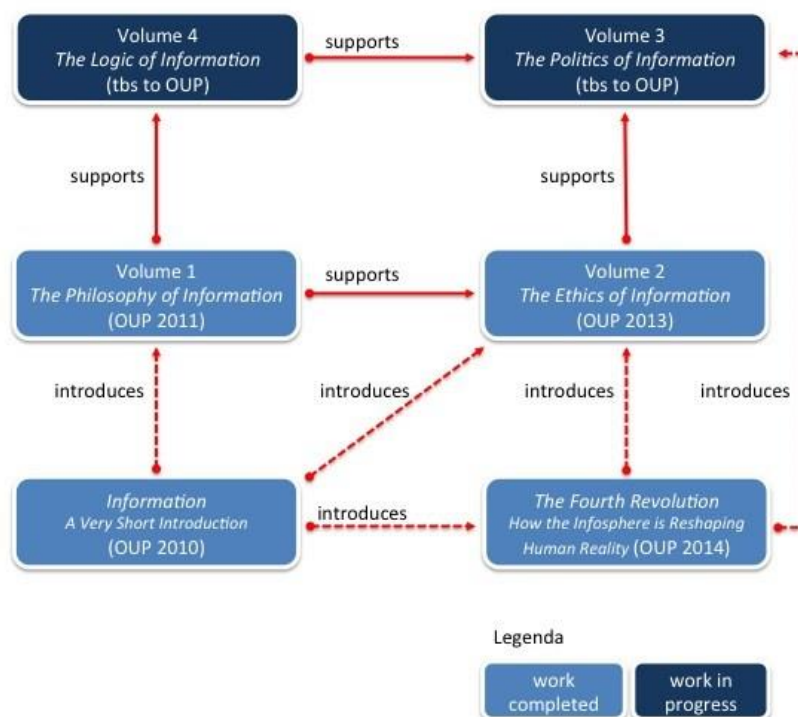 Volume 4
The Logic of Information
(tbs to OUP)
supports
Volume 3
The Politics of Information
(tbs to OUP)
supports
supports
Volume 1
The Philosophy of Information
(OUP 2011)
supports
Volume 2
The Ethics of Information
(OUP 2013)
introduces
introduces
introduces
introduces
Information
A Very Short Introduction
(OUP 2010)
introduces
The Fourth Revolution
How the Infosphere is Reshaping
Human Reality (OUP 2014)
Legenda
work
completed
work in
progress